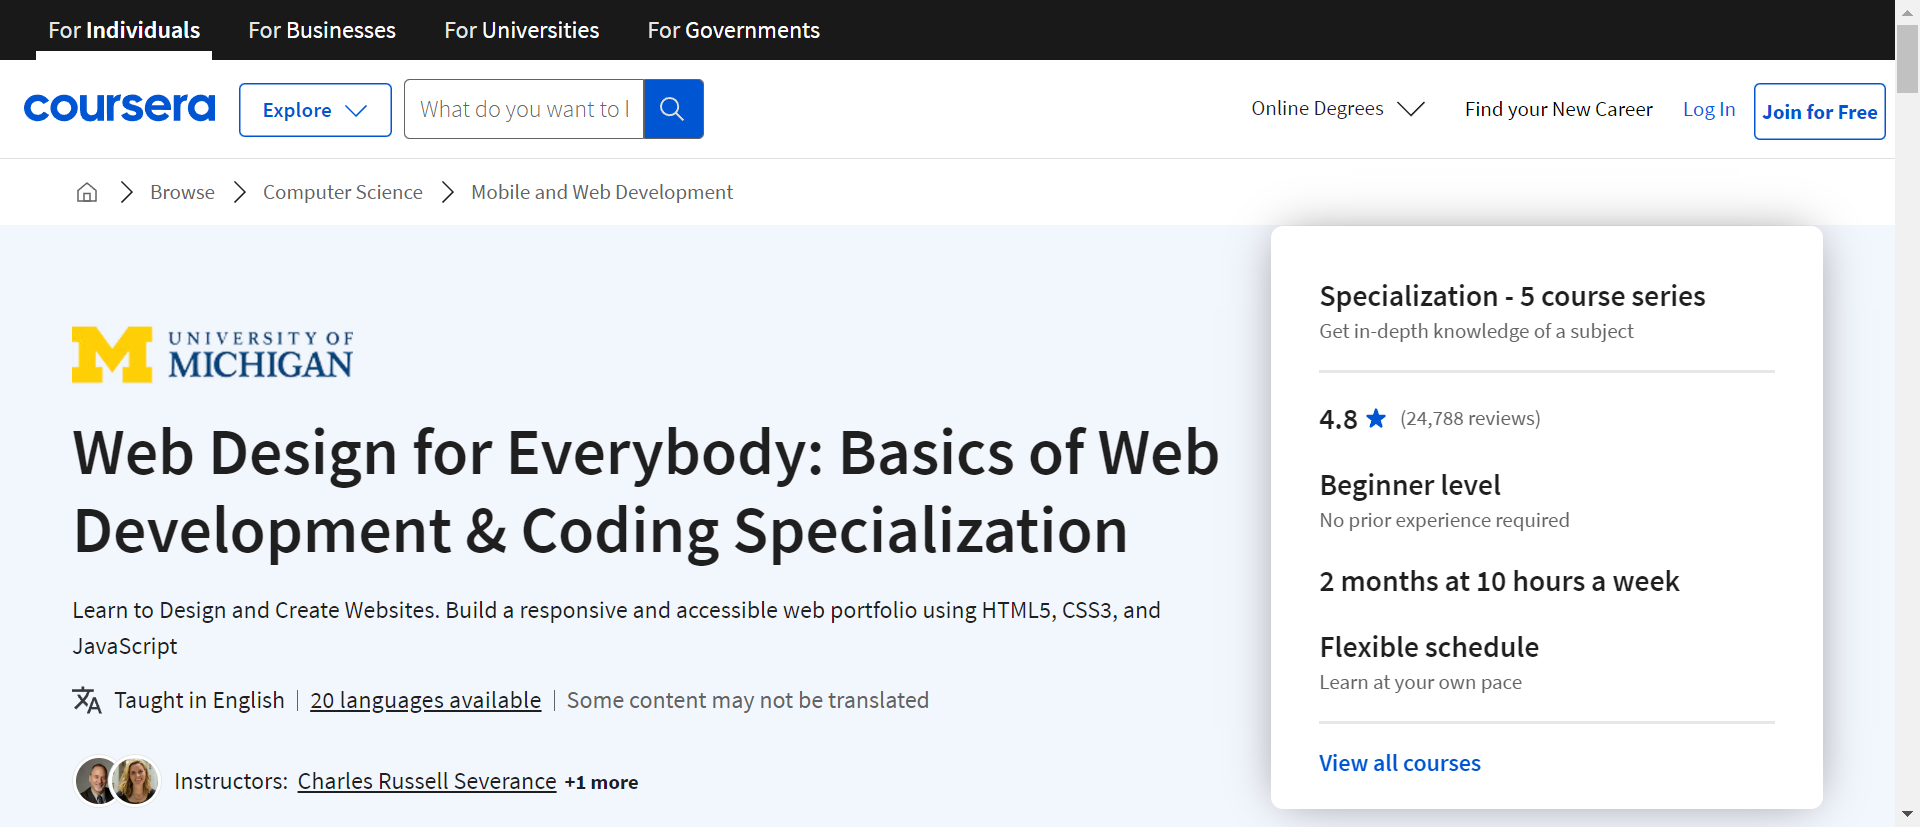 For Individuals
For Businesses
For Universities
For Governments
coursera
Explore
What do you want to l
Online Degrees
Find your New Career
Log In
Join for Free
Browse
Computer Science
Mobile and Web Development
UNIVERSITY OF
MICHIGAN
Web Design for Everybody: Basics of Web
Development & Coding Specialization
Learn to Design and Create Websites. Build a responsive and accessible web portfolio using HTML5, CSS3, and
JavaScript
Taught in English
20 languages available
Some content may not be translated
Instructors: Charles Russell Severance +1 more
Specialization - 5 course series
Get in-depth knowledge of a subject
4.8 (24,788 reviews)
Beginner level
No prior experience required
2 months at 10 hours a week
Flexible schedule
Learn at your own pace
View all courses